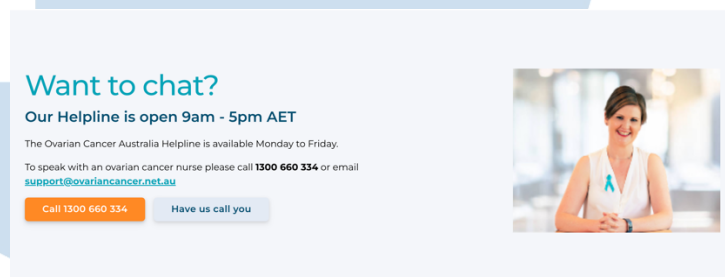 Want to chat?
Our Helpline is open 9am - 5pm AET
The Ovarian Cancer Australia Helpline is available Monday to Friday.
To speak with an ovarian cancer nurse please call 1300 660 334 or email
support@ovariancancer.net.au
Call 1300 660 334 Have us call you